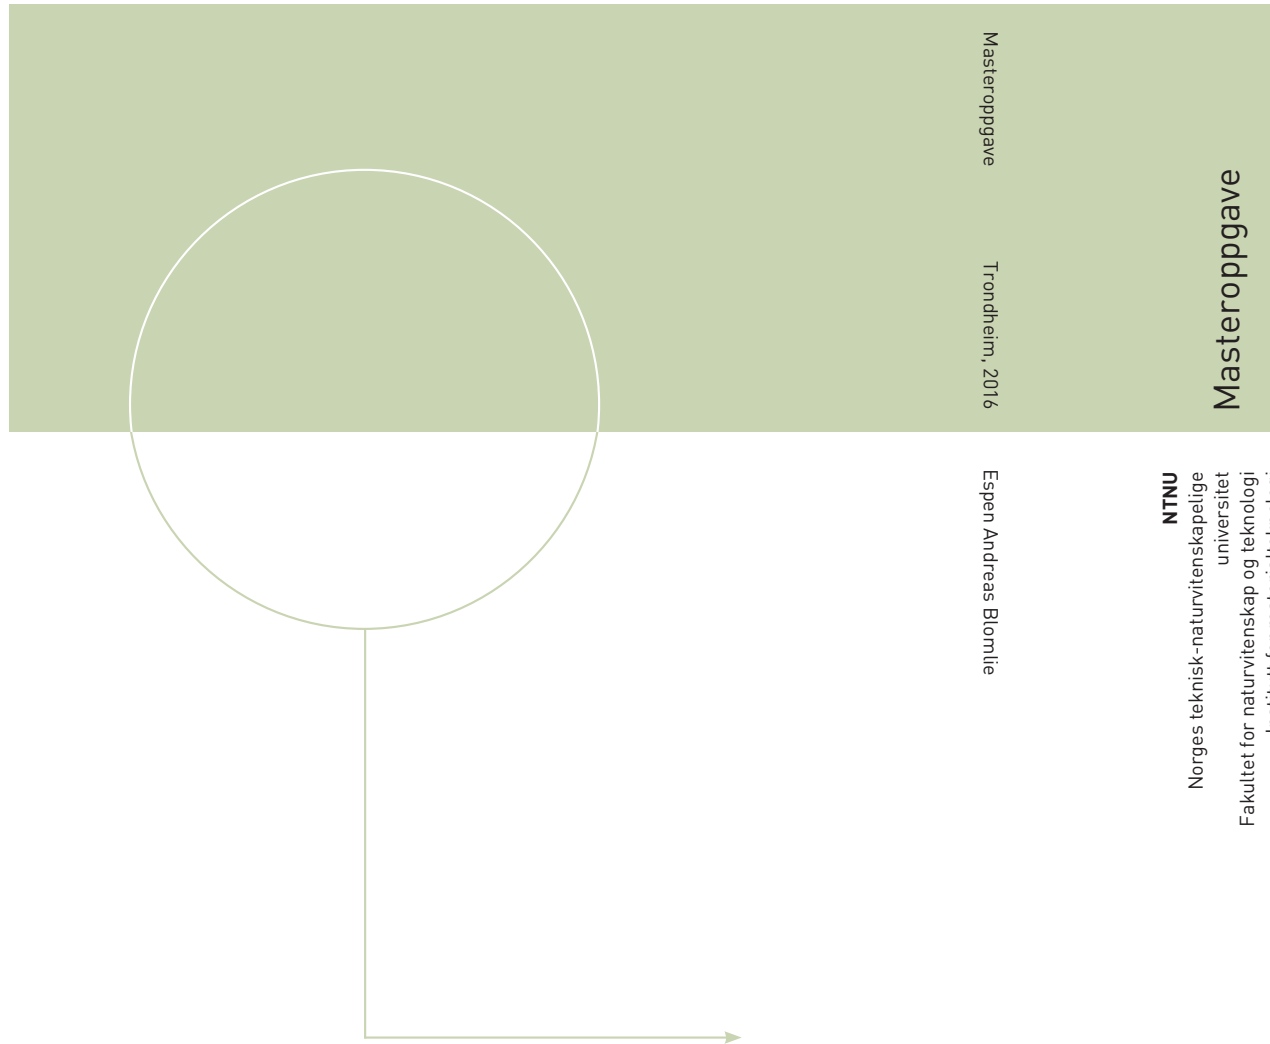 Masteroppgave
Trondheim, 2016
Espen Andreas Blomlie
Masteroppgave
NTNU
Norges teknisk-naturvitenskapelige
universitet
Fakultet for naturvitenskap og teknologi